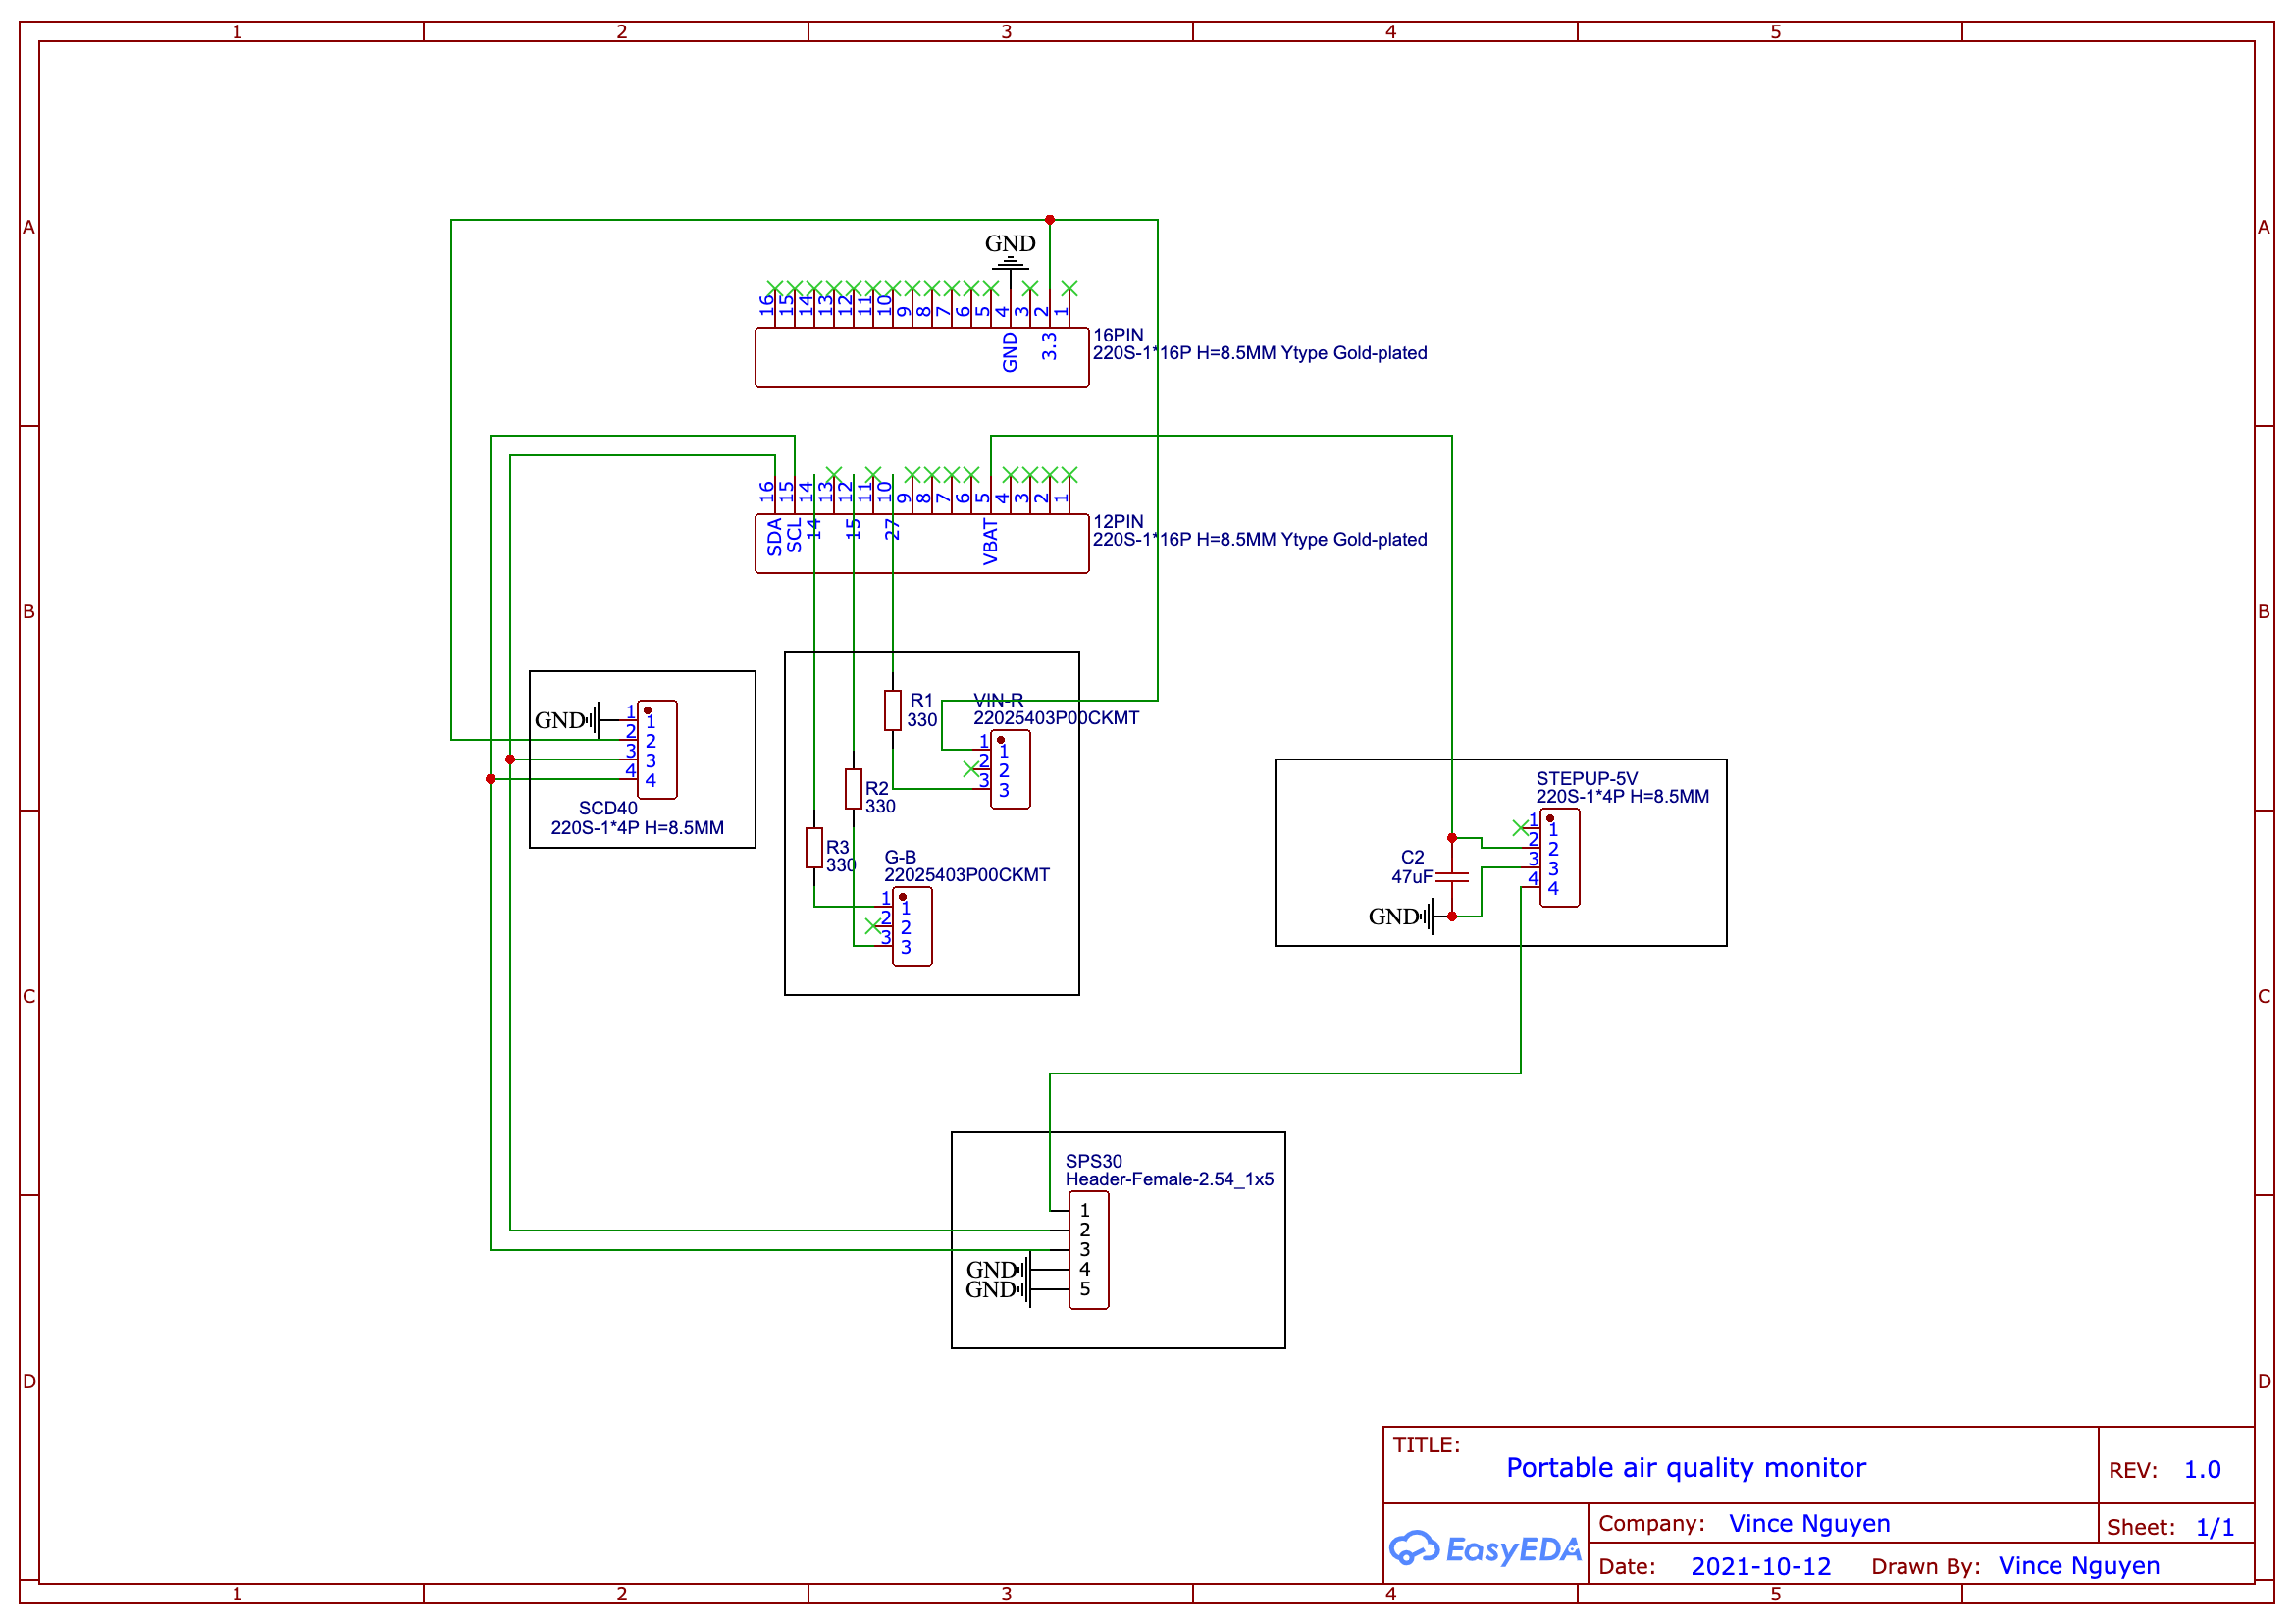 1 2 3 4 5
A A
GND
16 15 14 13 12 11 10 9 8 7 6 5 4 3 2 1
GND 3.3
16PIN
220S-1*16P H=8.5MM Ytype Gold-plated
16 15 14 13 12 11 10 9 8 7 6 5 4 3 2 1
SDA SCL 14 15 27 VBAT
12PIN
220S-1*16P H=8.5MM Ytype Gold-plated
B B
GND
1 1
2 2
3 3
4 4
SCD40
220S-1*4P H=8.5MM
R1
330
VIN-R
22025403P00CKMT
1 1
2 2
3 3
R2
330
R3
330
G-B
22025403P00CKMT
1 1
2 2
3 3
STEPUP-5V
220S-1*4P H=8.5MM
1 1
2 2
3 3
4 4
C2
47uF
GND
C C
SPS30
Header-Female-2.54_1x5
1
2
3
GND 4
GND 5
D D
TITLE:
Portable air quality monitor
REV: 1.0
EasyEDA
Company: Vince Nguyen
Sheet: 1/1
Date: 2021-10-12 Drawn By: Vince Nguyen
1 2 3 4 5